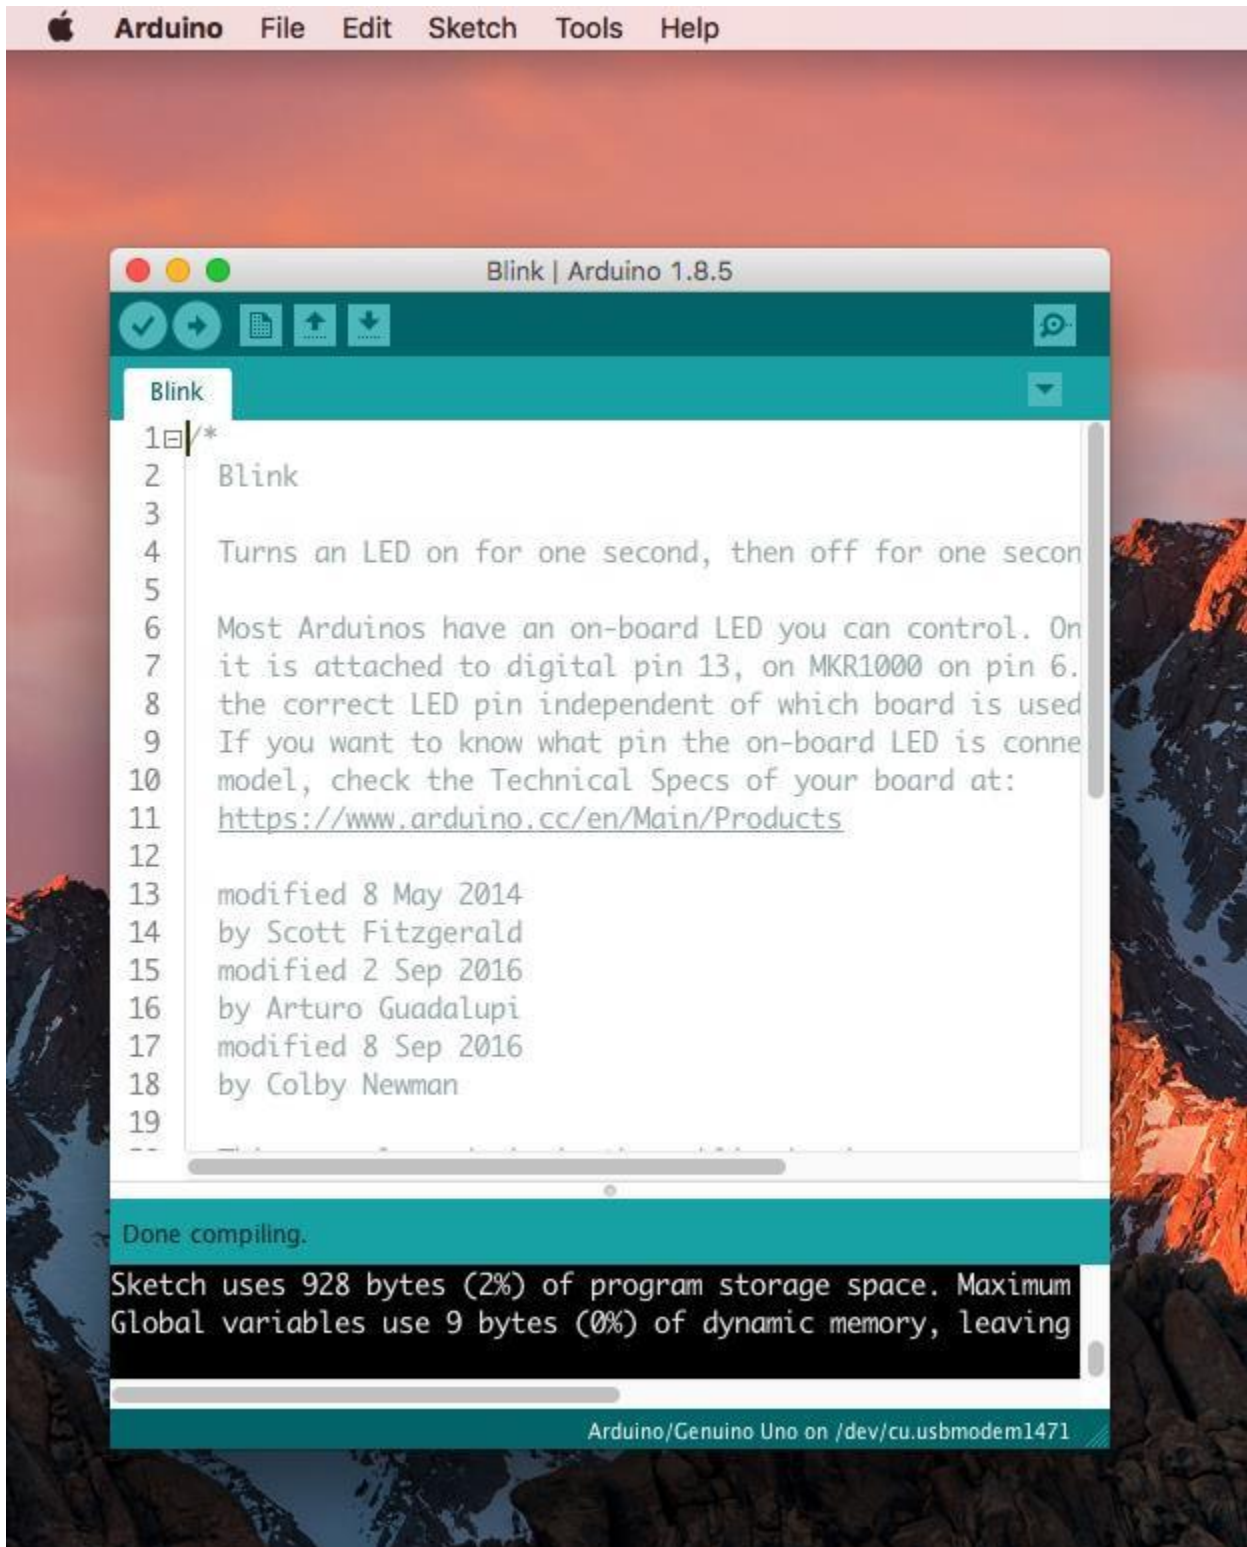 Arduino File Edit Sketch Tools Help
Blink | Arduino 1.8.5
Blink
1 /*
2 Blink
3
4 Turns an LED on for one second, then off for one secon
5
6 Most Arduinos have an on-board LED you can control. On
7 it is attached to digital pin 13, on MKR1000 on pin 6.
8 the correct LED pin independent of which board is used
9 If you want to know what pin the on-board LED is conne
10 model, check the Technical Specs of your board at:
11 https://www.arduino.cc/en/Main/Products
12
13 modified 8 May 2014
14 by Scott Fitzgerald
15 modified 2 Sep 2016
16 by Arturo Guadalupi
17 modified 8 Sep 2016
18 by Colby Newman
19
Done compiling.
Sketch uses 928 bytes (2%) of program storage space. Maximum
Global variables use 9 bytes (0%) of dynamic memory, leaving
Arduino/Genuino Uno on /dev/cu.usbmodem1471